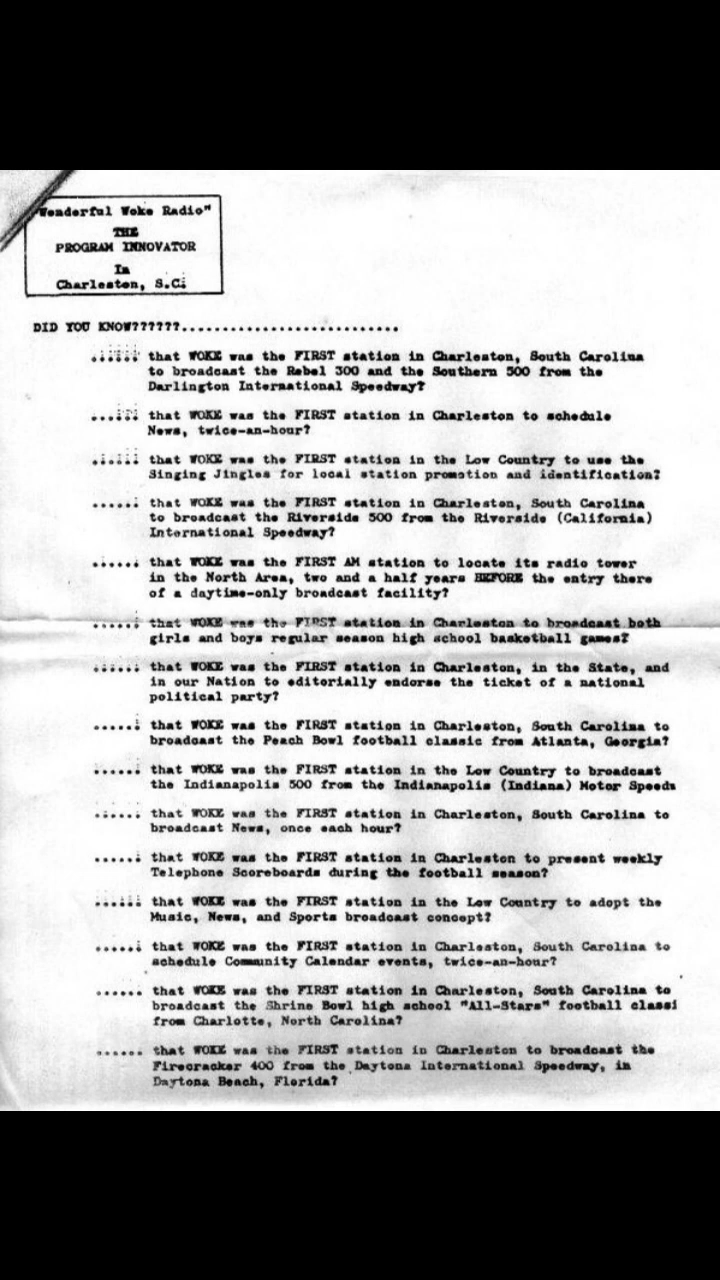 "Wonderful Woke Radio"
THE
PROGRAM INNOVATOR
In
Charleston, S.C.
DID YOU KNOW??????...........................
...... that WOKE was the FIRST station in Charleston, South Carolina
to broadcast the Rebel 300 and the Southern 500 from the
Darlington International Speedway?
...... that WOKE was the FIRST station in Charleston to schedule
News, twice-an-hour?
...... that WOKE was the FIRST station in the Low Country to use the
Singing Jingles for local station promotion and identification?
...... that WOKE was the FIRST station in Charleston, South Carolina
to broadcast the Riverside 500 from the Riverside (California)
International Speedway?
...... that WOKE was the FIRST AM station to locate its radio tower
in the North Area, two and a half years BEFORE the entry there
of a daytime-only broadcast facility?
...... that WOKE was the FIRST station in Charleston to broadcast both
girls and boys regular season high school basketball games?
...... that WOKE was the FIRST station in Charleston, in the State, and
in our Nation to editorially endorse the ticket of a national
political party?
...... that WOKE was the FIRST station in Charleston, South Carolina to
broadcast the Peach Bowl football classic from Atlanta, Georgia?
...... that WOKE was the FIRST station in the Low Country to broadcast
the Indianapolis 500 from the Indianapolis (Indiana) Motor Speeds
...... that WOKE was the FIRST station in Charleston, South Carolina to
broadcast News, once each hour?
...... that WOKE was the FIRST station in Charleston to present weekly
Telephone Scoreboards during the football season?
...... that WOKE was the FIRST station in the Low Country to adopt the
Music, News, and Sports broadcast concept?
...... that WOKE was the FIRST station in Charleston, South Carolina to
schedule Community Calendar events, twice-an-hour?
...... that WOKE was the FIRST station in Charleston, South Carolina to
broadcast the Shrine Bowl high school "All-Stars" football classi
from Charlotte, North Carolina?
...... that WOKE was the FIRST station in Charleston to broadcast the
Firecracker 400 from the Daytona International Speedway, in
Daytona Beach, Florida?